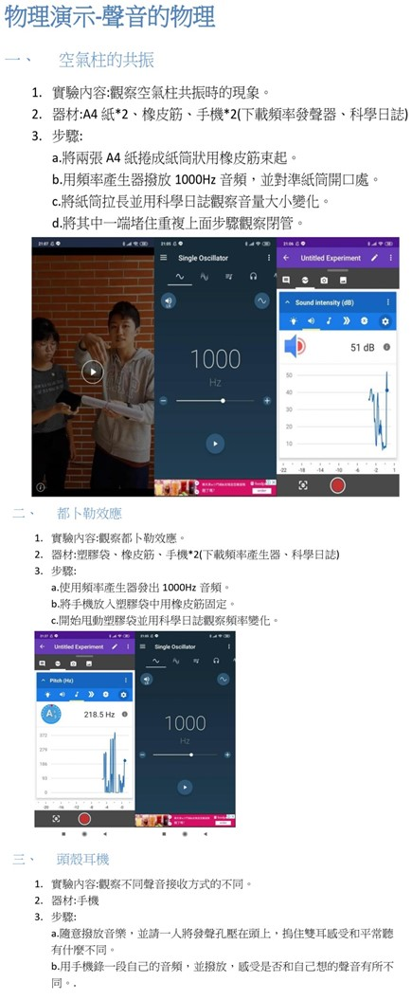 物理演示-聲音的物理
一、 空氣柱的共振
1. 實驗內容:觀察空氣柱共振時的現象。
2. 器材:A4 紙*2、橡皮筋、手機*2(下載頻率發聲器、科學日誌)
3. 步驟:
a.將兩張 A4 紙捲成紙筒狀用橡皮筋束起。
b.用頻率產生器撥放 1000Hz 音頻，並對準紙筒開口處。
c.將紙筒拉長並用科學日誌觀察音量大小變化。
d.將其中一端堵住重複上面步驟觀察閉管。
21:07
21:05
Single Oscillator
1000
Hz
21:06
Untitled Experiment
Sound intensity (dB)
51 dB
50
40
30
20
10
-22 -18 -14 -10 -6 -2 1
二、 都卜勒效應
1. 實驗內容:觀察都卜勒效應。
2. 器材:塑膠袋、橡皮筋、手機*2(下載頻率產生器、科學日誌)
3. 步驟:
a.使用頻率產生器發出 1000Hz 音頻。
b.將手機放入塑膠袋中用橡皮筋固定。
c.開始甩動塑膠袋並用科學日誌觀察頻率變化。
Untitled Experiment
Pitch (Hz)
218.5 Hz
372
279
186
93
0
Single Oscillator
1000
Hz
三、 頭殼耳機
1. 實驗內容:觀察不同聲音接收方式的不同。
2. 器材:手機
3. 步驟:
a.隨意撥放音樂，並請一人將發聲孔壓在頭上，摀住雙耳感受和平常聽
有什麼不同。
b.用手機錄一段自己的音頻，並撥放，感受是否和自己想的聲音有所不
同。.